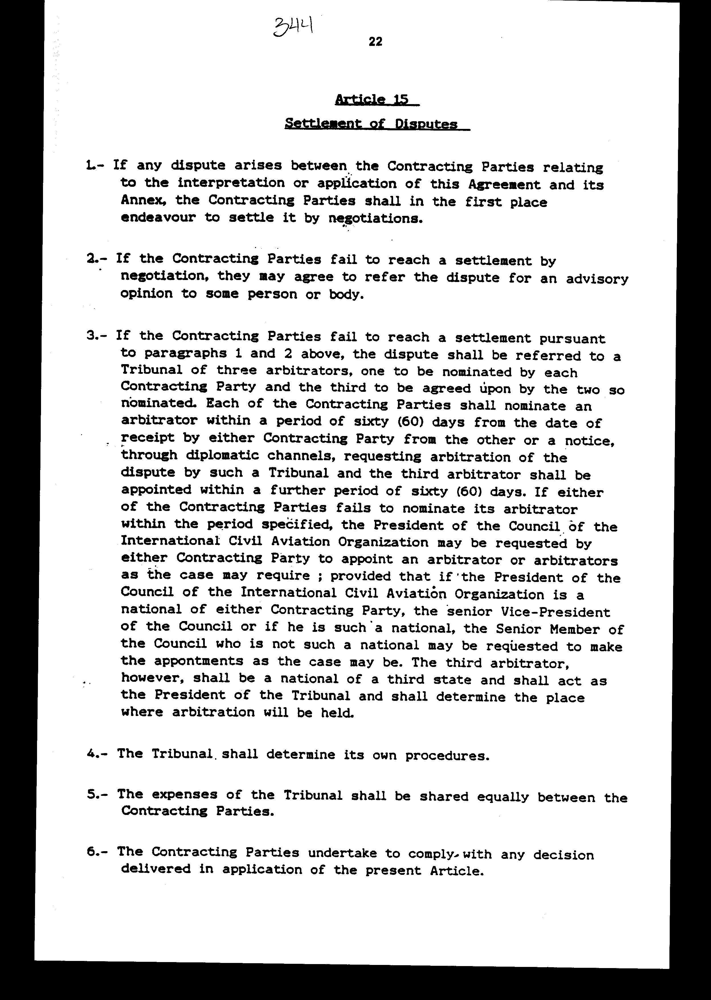 344
22
Article 15
Settlement of Disputes
1.- If any dispute arises between the Contracting Parties relating
to the interpretation or application of this Agreement and its
Annex, the Contracting Parties shall in the first place
endeavour to settle it by negotiations.
2.- If the Contracting Parties fail to reach a settlement by
negotiation, they may agree to refer the dispute for an advisory
opinion to some person or body.
3.- If the Contracting Parties fail to reach a settlement pursuant
to paragraphs 1 and 2 above, the dispute shall be referred to a
Tribunal of three arbitrators, one to be nominated by each
Contracting Party and the third to be agreed upon by the two so
nominated. Each of the Contracting Parties shall nominate an
arbitrator within a period of sixty (60) days from the date of
receipt by either Contracting Party from the other or a notice,
through diplomatic channels, requesting arbitration of the
dispute by such a Tribunal and the third arbitrator shall be
appointed within a further period of sixty (60) days. If either
of the Contracting Parties fails to nominate its arbitrator
within the period specified, the President of the Council of the
International Civil Aviation Organization may be requested by
either Contracting Party to appoint an arbitrator or arbitrators
as the case may require ; provided that if the President of the
Council of the International Civil Aviation Organization is a
national of either Contracting Party, the senior Vice-President
of the Council or if he is such a national, the Senior Member of
the Council who is not such a national may be requested to make
the appontments as the case may be. The third arbitrator,
however, shall be a national of a third state and shall act as
the President of the Tribunal and shall determine the place
where arbitration will be held.
4.- The Tribunal shall determine its own procedures.
5.- The expenses of the Tribunal shall be shared equally between the
Contracting Parties.
6.- The Contracting Parties undertake to comply with any decision
delivered in application of the present Article.